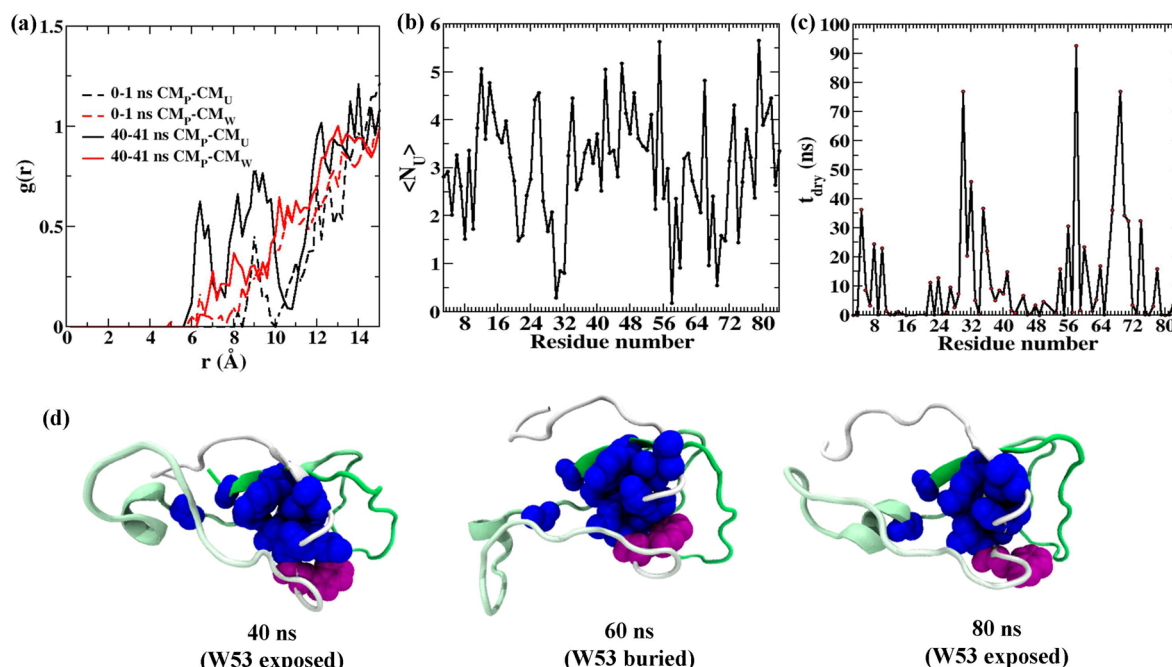 (a)
1.5
1
0.5
0
g(r)
0-1 ns CM_P-CM_U
0-1 ns CM_P-CM_W
40-41 ns CM_P-CM_U
40-41 ns CM_P-CM_W
0 2 4 6 8 10 12 14
r (Å)
(b)
6
5
4
3
2
1
0
<N_U>
8 16 24 32 40 48 56 64 72 80
Residue number
(c)
100
90
80
70
60
50
40
30
20
10
0
t_dry (ns)
8 16 24 32 40 48 56 64 72 80
Residue number
(d)
40 ns
(W53 exposed)
60 ns
(W53 buried)
80 ns
(W53 exposed)